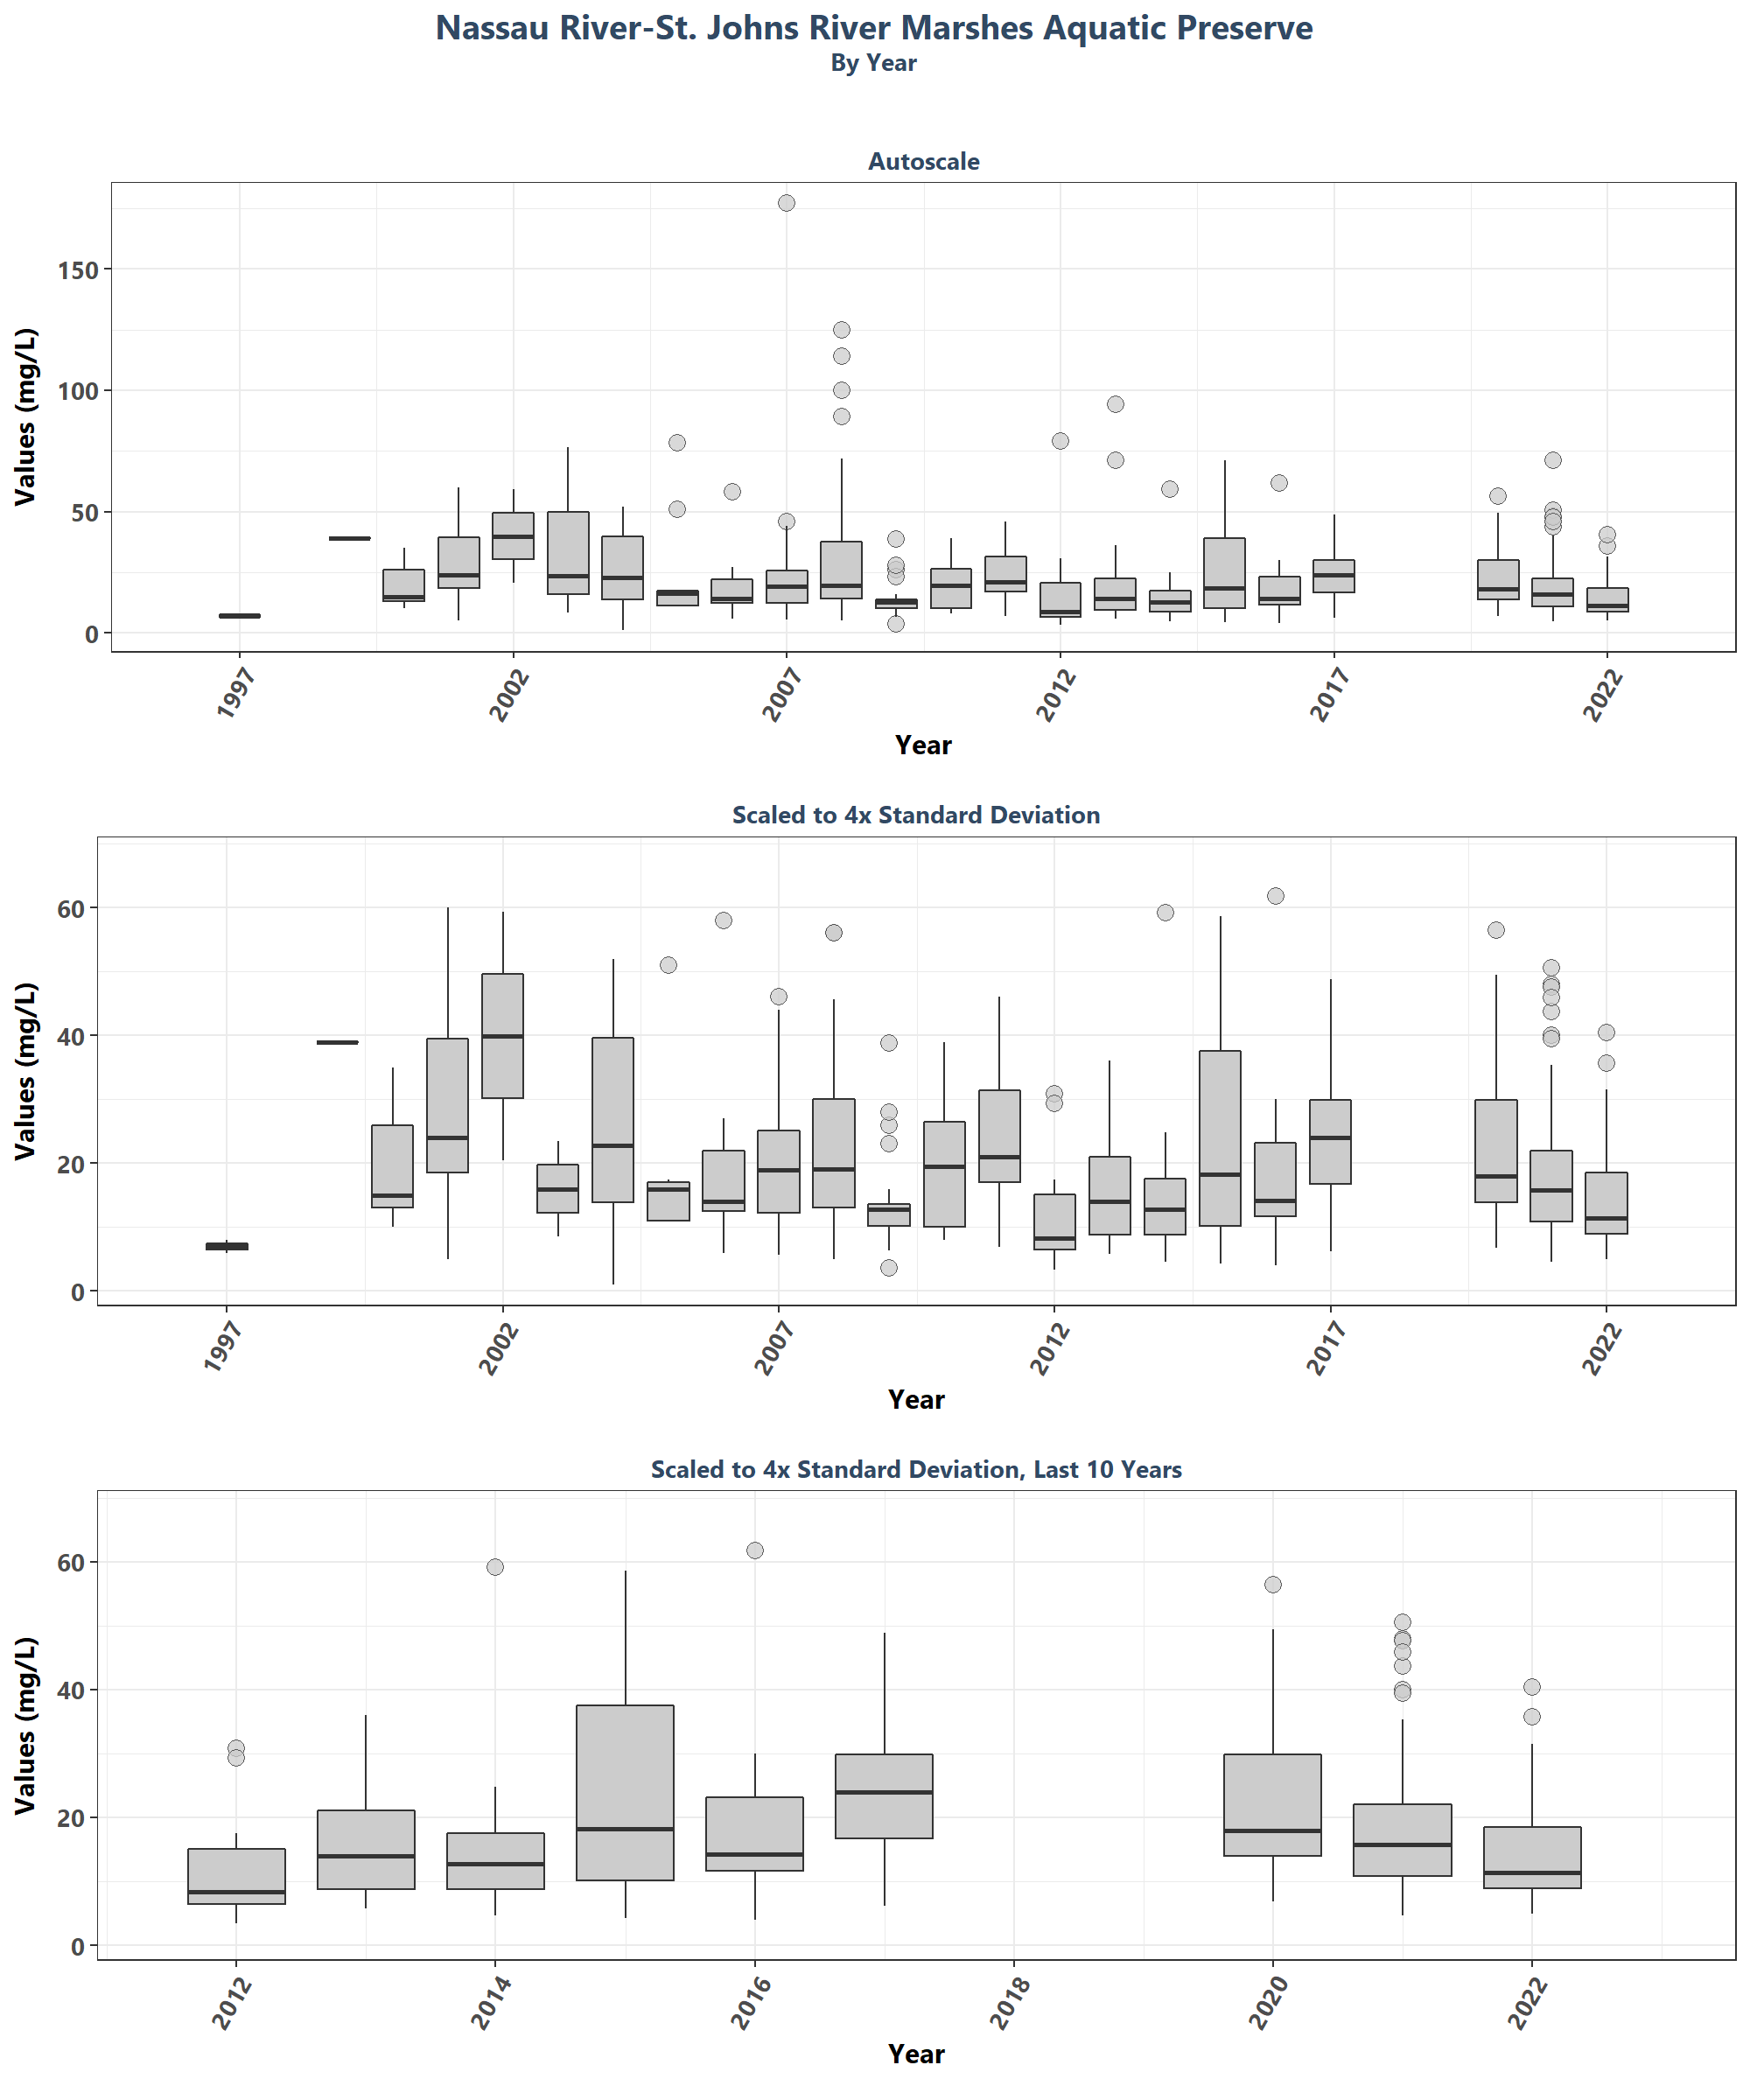 Nassau River-St. Johns River Marshes Aquatic Preserve
By Year
Autoscale
Values (mg/L)
150
100
50
0
1997
2002
2007
2012
2017
2022
Year
Scaled to 4x Standard Deviation
Values (mg/L)
60
40
20
0
1997
2002
2007
2012
2017
2022
Year
Scaled to 4x Standard Deviation, Last 10 Years
Values (mg/L)
60
40
20
0
2012
2014
2016
2018
2020
2022
Year